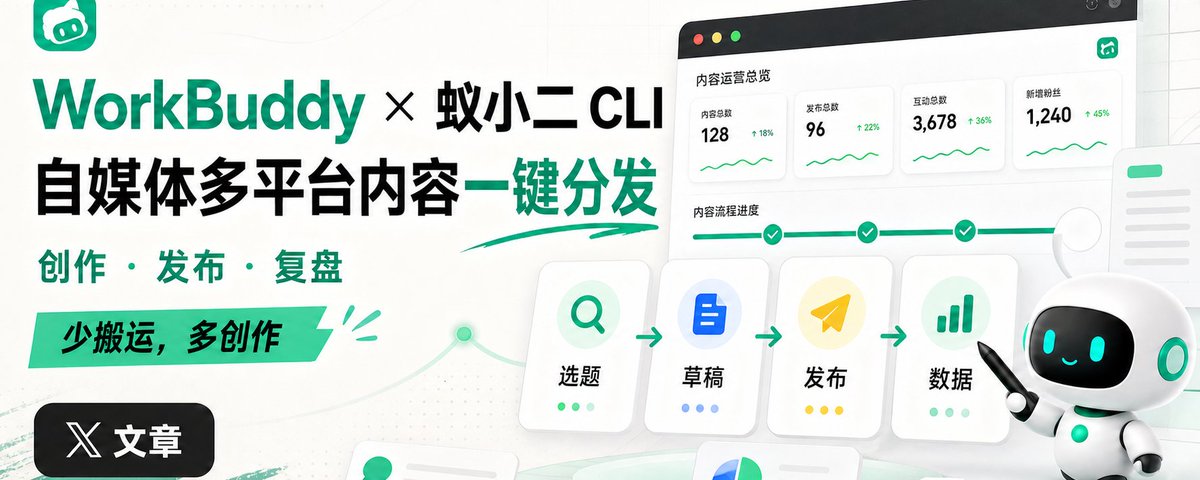 WorkBuddy × 蚁小二 CLI
自媒体多平台内容一键分发
创作 · 发布 · 复盘
少搬运，多创作
X 文章
内容运营总览
内容总数
128 ↑ 18%
发布总数
96 ↑ 22%
互动总数
3,678 ↑ 36%
新增粉丝
1,240 ↑ 45%
内容流程进度
选题
草稿
发布
数据